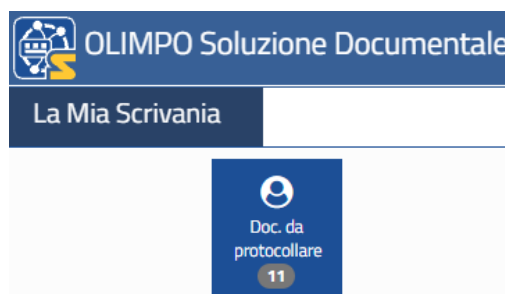 OLIMPO Soluzione Documentale
La Mia Scrivania
Doc. da
protocollare
11